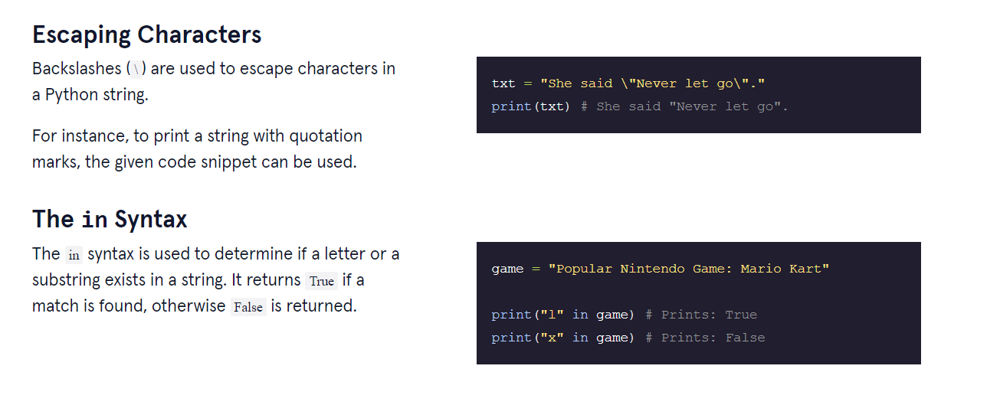 Escaping Characters
Backslashes (\) are used to escape characters in
a Python string.
For instance, to print a string with quotation
marks, the given code snippet can be used.
txt = "She said \"Never let go\"."
print(txt) # She said "Never let go".
The in Syntax
The in syntax is used to determine if a letter or a
substring exists in a string. It returns True if a
match is found, otherwise False is returned.
game = "Popular Nintendo Game: Mario Kart"
print("l" in game) # Prints: True
print("x" in game) # Prints: False